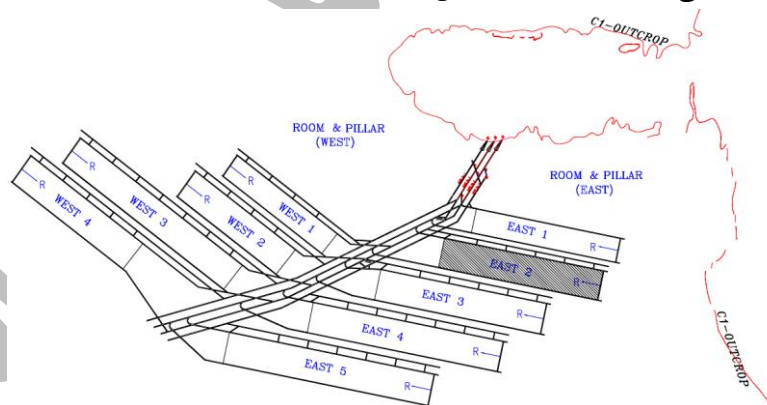 C1-OUTCROP
ROOM & PILLAR
(WEST)
ROOM & PILLAR
(EAST)
R
WEST 4
R
WEST 3
WEST 2
R
WEST 1
R
EAST 1
R
EAST 2
R
EAST 3
R
EAST 4
R
EAST 5
R
C1-OUTCROP